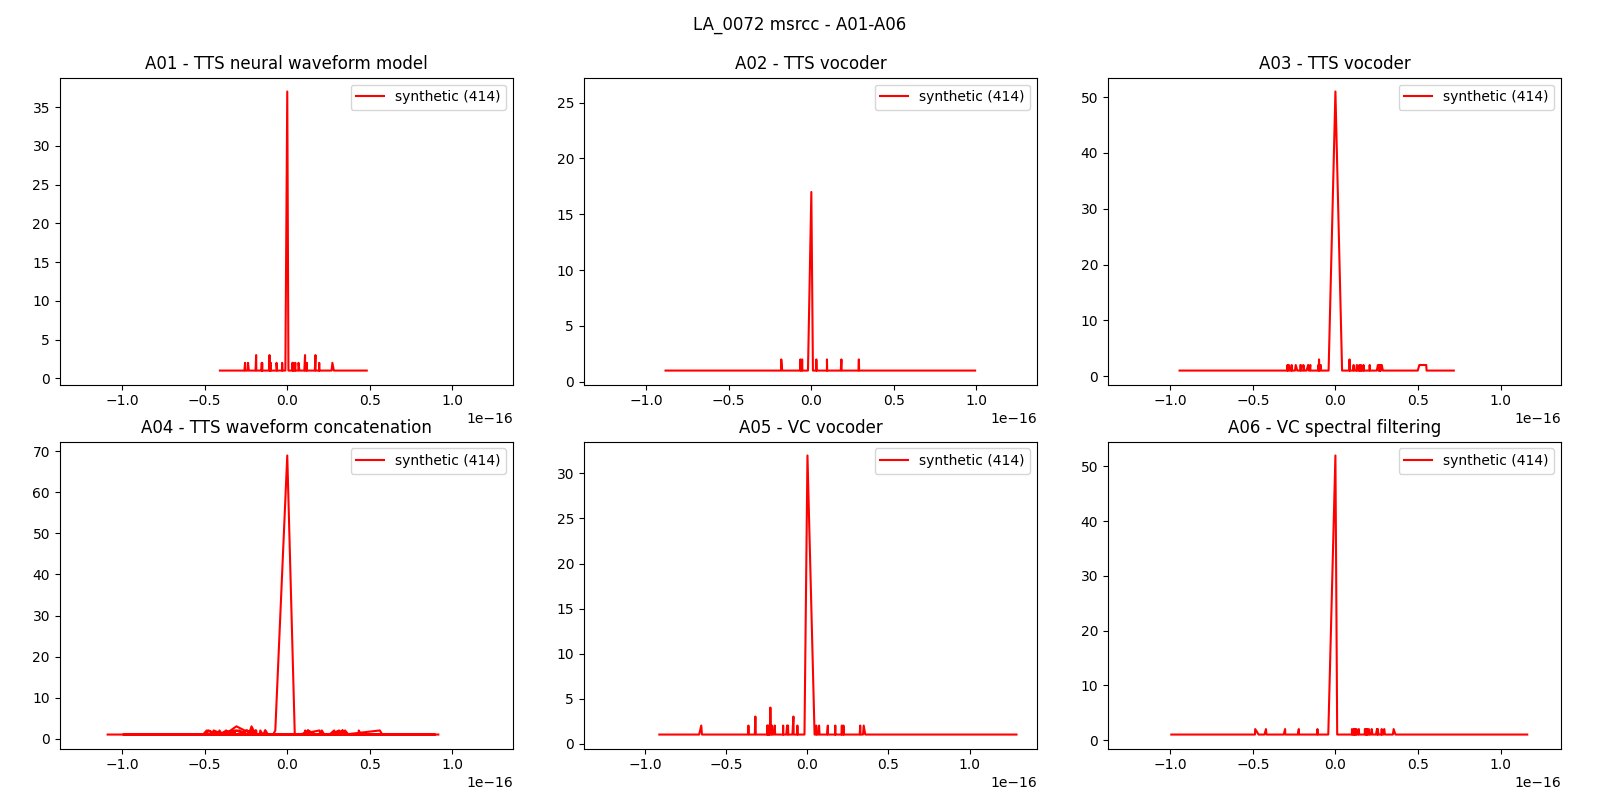 LA_0072 msrcc - A01-A06
A01 - TTS neural waveform model
A02 - TTS vocoder
A03 - TTS vocoder
synthetic (414)
synthetic (414)
synthetic (414)
35
30
25
20
15
10
5
0
25
20
15
10
5
0
50
40
30
20
10
0
−1.0 −0.5 0.0 0.5 1.0
1e−16
−1.0 −0.5 0.0 0.5 1.0
1e−16
−1.0 −0.5 0.0 0.5 1.0
1e−16
A04 - TTS waveform concatenation
A05 - VC vocoder
A06 - VC spectral filtering
synthetic (414)
synthetic (414)
synthetic (414)
70
60
50
40
30
20
10
0
30
25
20
15
10
5
0
50
40
30
20
10
0
−1.0 −0.5 0.0 0.5 1.0
1e−16
−1.0 −0.5 0.0 0.5 1.0
1e−16
−1.0 −0.5 0.0 0.5 1.0
1e−16